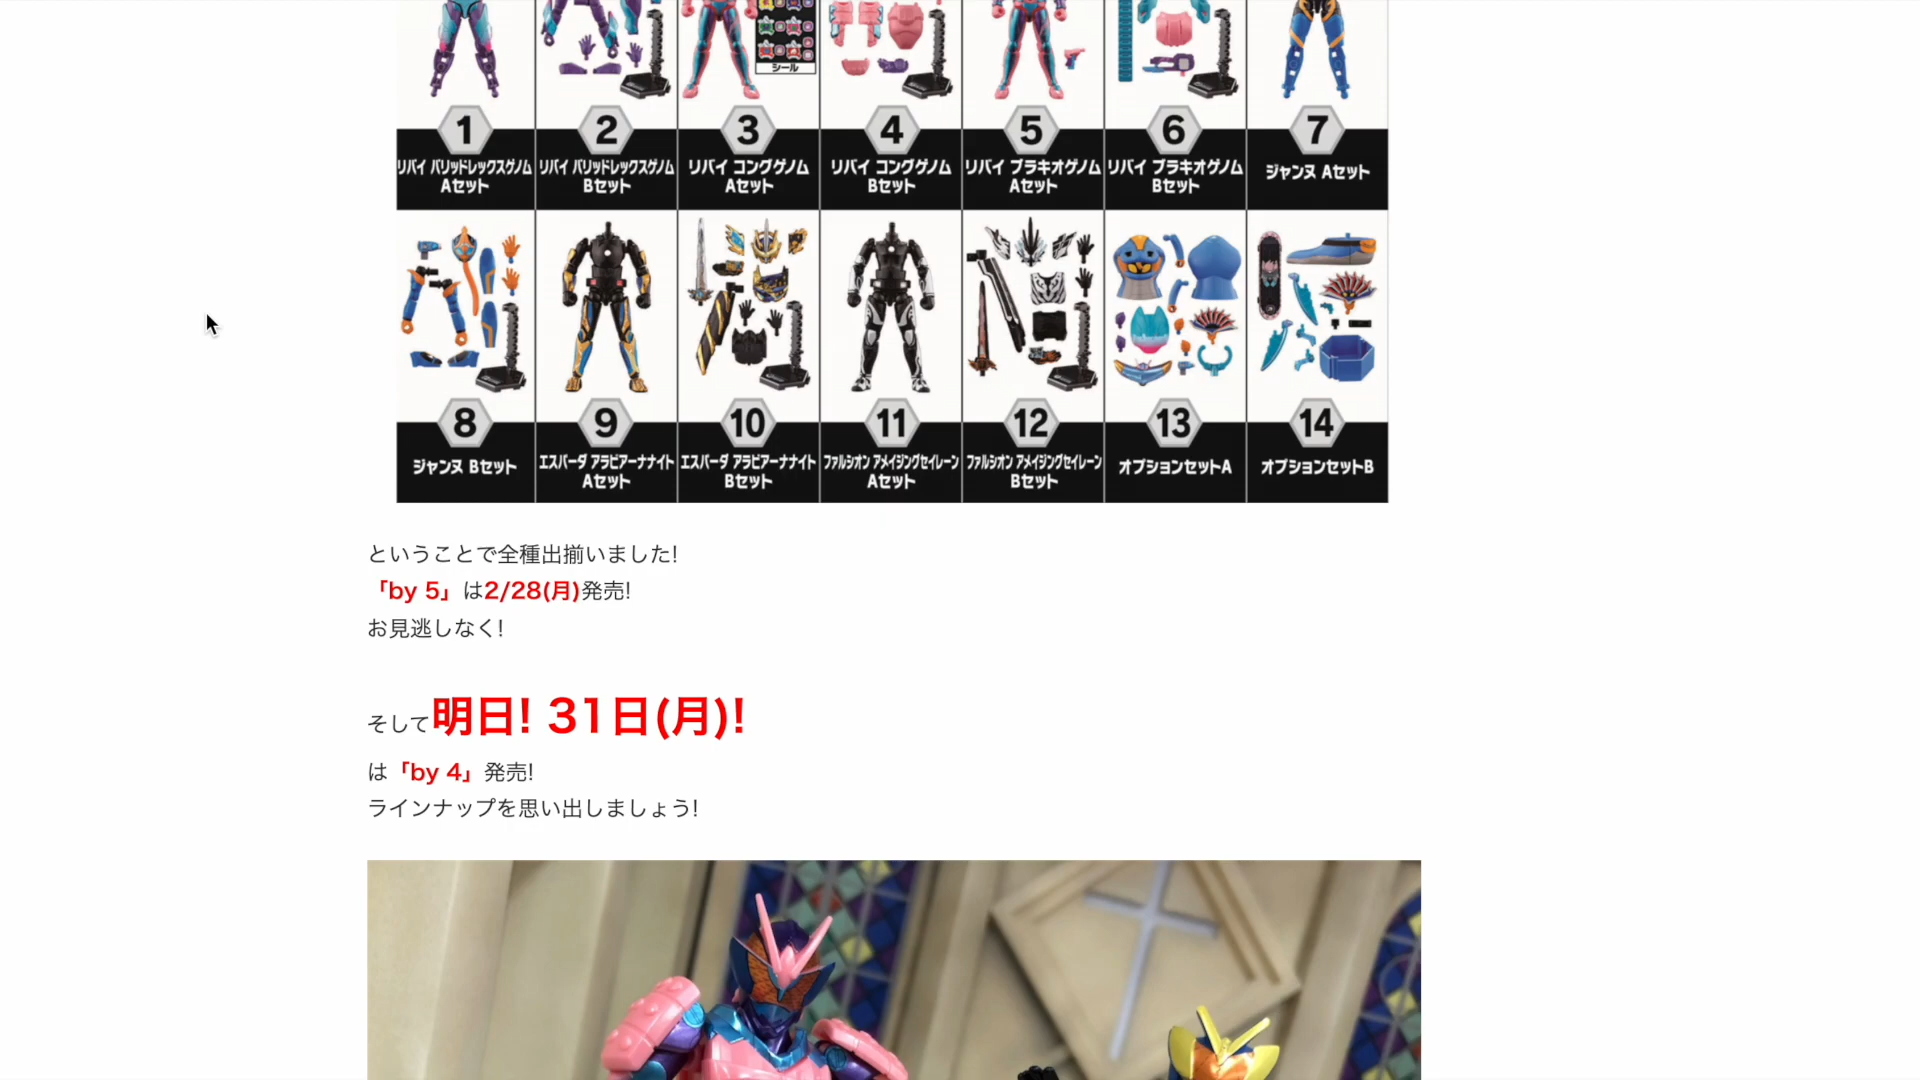 シール
1
リバイ バリッドレックスゲノム
Aセット
2
リバイ バリッドレックスゲノム
Bセット
3
リバイ コングゲノム
Aセット
4
リバイ コングゲノム
Bセット
5
リバイ ブラキオゲノム
Aセット
6
リバイ ブラキオゲノム
Bセット
7
ジャンヌ Aセット
8
ジャンヌ Bセット
9
エスパーダ アラビアーナナイト
Aセット
10
エスパーダ アラビアーナナイト
Bセット
11
ファルシオン アメイジングセイレーン
Aセット
12
ファルシオン アメイジングセイレーン
Bセット
13
オプションセットA
14
オプションセットB
ということで全種出揃いました!
「by 5」は2/28(月)発売!
お見逃しなく!
そして明日! 31日(月)!
は「by 4」発売!
ラインナップを思い出しましょう!